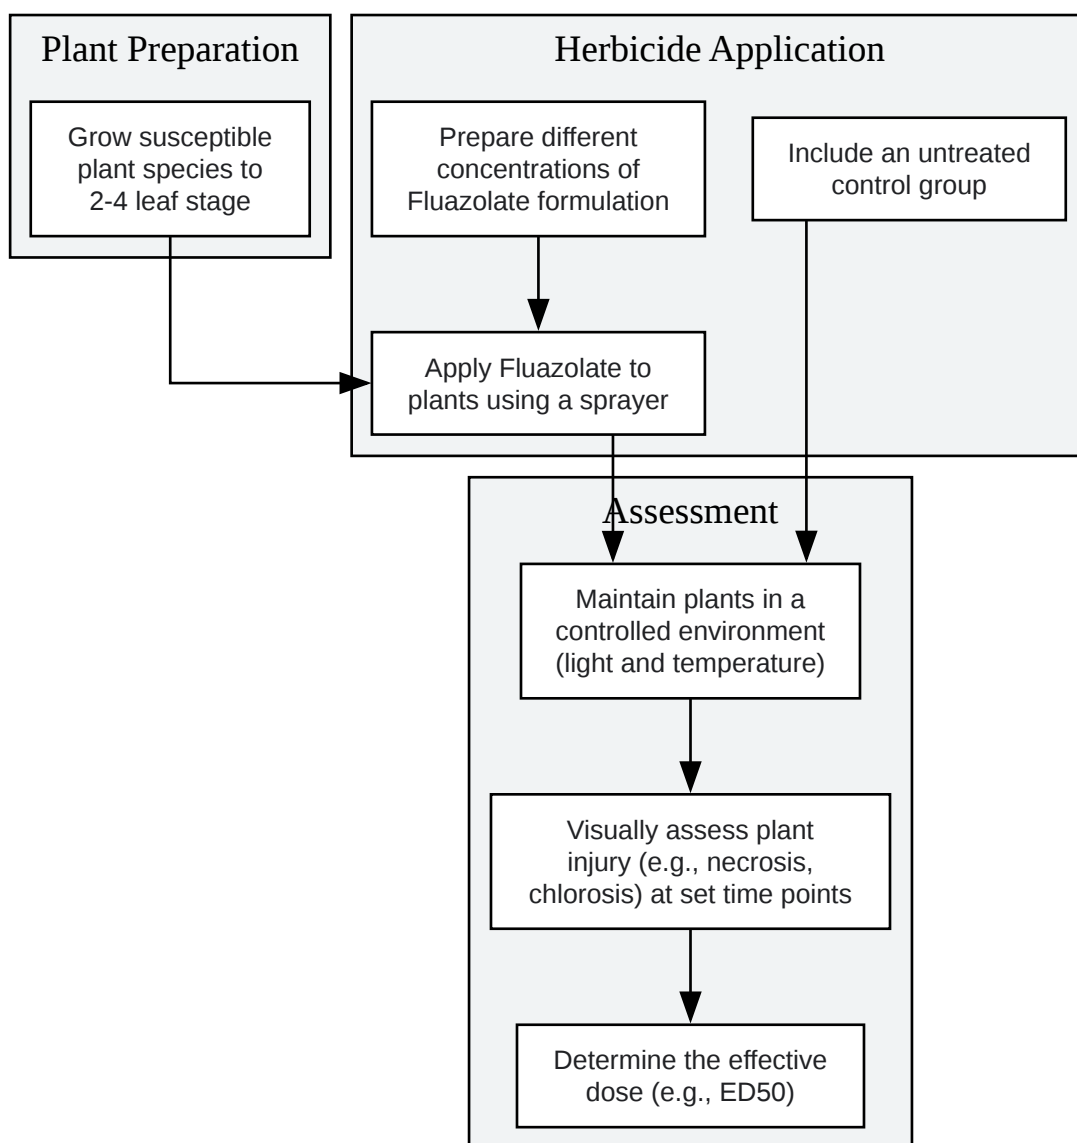 Plant Preparation
Grow susceptible
plant species to
2-4 leaf stage
Herbicide Application
Prepare different
concentrations of
Fluazolate formulation
Include an untreated
control group
Apply Fluazolate to
plants using a sprayer
Assessment
Maintain plants in a
controlled environment
(light and temperature)
Visually assess plant
injury (e.g., necrosis,
chlorosis) at set time points
Determine the effective
dose (e.g., ED50)